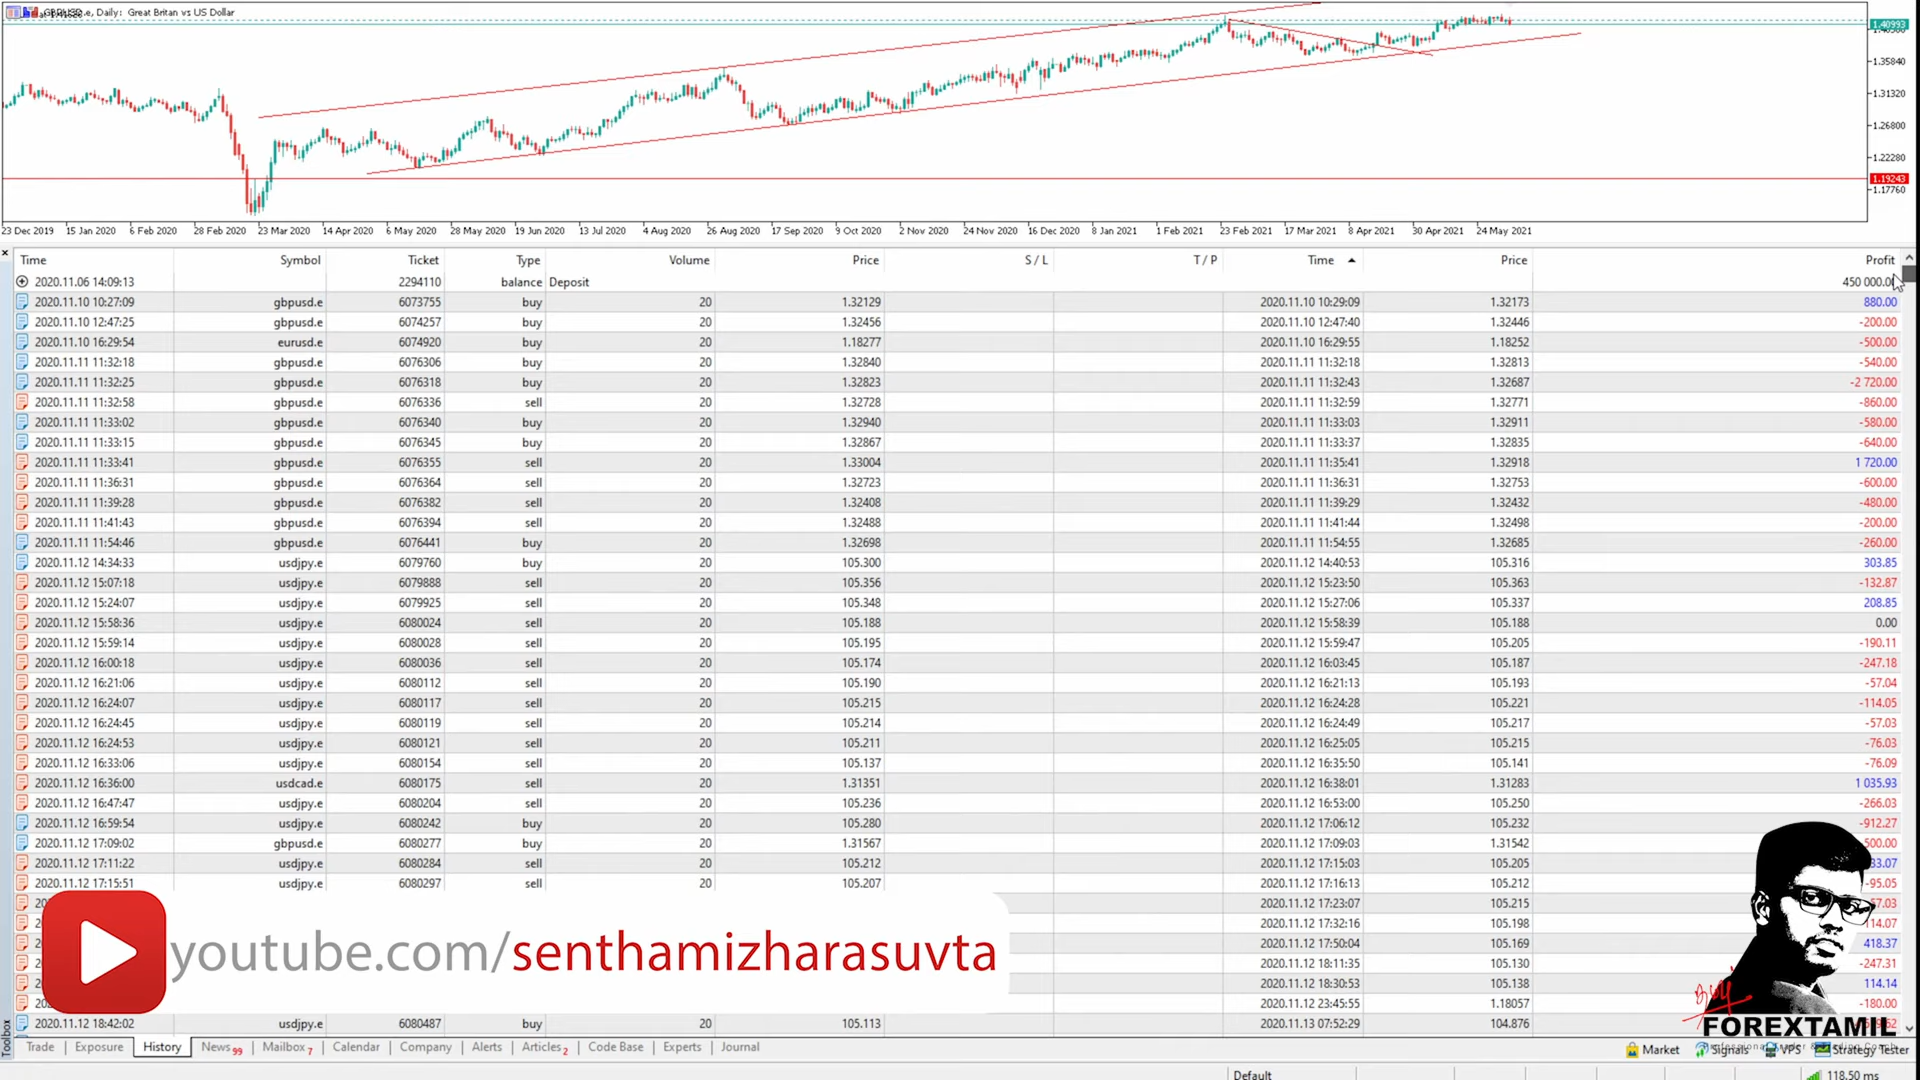 GBPUSD.e, Daily: Great Britan vs US Dollar
1.40993
1.35840
1.31320
1.26800
1.22280
1.19243
1.17760
23 Dec 2019 15 Jan 2020 6 Feb 2020 28 Feb 2020 23 Mar 2020 14 Apr 2020 6 May 2020 28 May 2020 19 Jun 2020 13 Jul 2020 4 Aug 2020 26 Aug 2020 17 Sep 2020 9 Oct 2020 2 Nov 2020 24 Nov 2020 16 Dec 2020 8 Jan 2021 1 Feb 2021 23 Feb 2021 17 Mar 2021 8 Apr 2021 30 Apr 2021 24 May 2021
Time Symbol Ticket Type Volume Price S / L T / P Time Price Profit
2020.11.06 14:09:13 2294110 balance Deposit 450 000.00
2020.11.10 10:27:09 gbpusd.e 6073755 buy 20 1.32129 2020.11.10 10:29:09 1.32173 880.00
2020.11.10 12:47:25 gbpusd.e 6074257 buy 20 1.32456 2020.11.10 12:47:40 1.32446 -200.00
2020.11.10 16:29:54 eurusd.e 6074920 buy 20 1.18277 2020.11.10 16:29:55 1.18252 -500.00
2020.11.11 11:32:18 gbpusd.e 6076306 buy 20 1.32840 2020.11.11 11:32:18 1.32813 -540.00
2020.11.11 11:32:25 gbpusd.e 6076318 buy 20 1.32823 2020.11.11 11:32:43 1.32687 -2 720.00
2020.11.11 11:32:58 gbpusd.e 6076336 sell 20 1.32728 2020.11.11 11:32:59 1.32771 -860.00
2020.11.11 11:33:02 gbpusd.e 6076340 buy 20 1.32940 2020.11.11 11:33:03 1.32911 -580.00
2020.11.11 11:33:15 gbpusd.e 6076345 buy 20 1.32867 2020.11.11 11:33:37 1.32835 -640.00
2020.11.11 11:33:41 gbpusd.e 6076355 sell 20 1.33004 2020.11.11 11:35:41 1.32918 1 720.00
2020.11.11 11:36:31 gbpusd.e 6076364 sell 20 1.32723 2020.11.11 11:36:31 1.32753 -600.00
2020.11.11 11:39:28 gbpusd.e 6076382 sell 20 1.32408 2020.11.11 11:39:29 1.32432 -480.00
2020.11.11 11:41:43 gbpusd.e 6076394 sell 20 1.32488 2020.11.11 11:41:44 1.32498 -200.00
2020.11.11 11:54:46 gbpusd.e 6076441 buy 20 1.32698 2020.11.11 11:54:55 1.32685 -260.00
2020.11.12 14:34:33 usdjpy.e 6079760 buy 20 105.300 2020.11.12 14:40:53 105.316 303.85
2020.11.12 15:07:18 usdjpy.e 6079888 sell 20 105.356 2020.11.12 15:23:50 105.363 -132.87
2020.11.12 15:24:07 usdjpy.e 6079925 sell 20 105.348 2020.11.12 15:27:06 105.337 208.85
2020.11.12 15:58:36 usdjpy.e 6080024 sell 20 105.188 2020.11.12 15:58:39 105.188 0.00
2020.11.12 15:59:14 usdjpy.e 6080028 sell 20 105.195 2020.11.12 15:59:47 105.205 -190.11
2020.11.12 16:00:18 usdjpy.e 6080036 sell 20 105.174 2020.11.12 16:03:45 105.187 -247.18
2020.11.12 16:21:06 usdjpy.e 6080112 sell 20 105.190 2020.11.12 16:21:13 105.193 -57.04
2020.11.12 16:24:07 usdjpy.e 6080117 sell 20 105.215 2020.11.12 16:24:28 105.221 -114.05
2020.11.12 16:24:45 usdjpy.e 6080119 sell 20 105.214 2020.11.12 16:24:49 105.217 -57.03
2020.11.12 16:24:53 usdjpy.e 6080121 sell 20 105.211 2020.11.12 16:25:05 105.215 -76.03
2020.11.12 16:33:06 usdjpy.e 6080154 sell 20 105.137 2020.11.12 16:35:50 105.141 -76.09
2020.11.12 16:36:00 usdcad.e 6080175 sell 20 1.31351 2020.11.12 16:38:01 1.31283 1 035.93
2020.11.12 16:47:47 usdjpy.e 6080204 sell 20 105.236 2020.11.12 16:53:00 105.250 -266.03
2020.11.12 16:59:54 usdjpy.e 6080242 buy 20 105.280 2020.11.12 17:06:12 105.232 -912.27
2020.11.12 17:09:02 gbpusd.e 6080277 buy 20 1.31567 2020.11.12 17:09:03 1.31542 500.00
2020.11.12 17:11:22 usdjpy.e 6080284 sell 20 105.212 2020.11.12 17:15:03 105.205 33.07
2020.11.12 17:15:51 usdjpy.e 6080297 sell 20 105.207 2020.11.12 17:16:13 105.212 -95.05
2020.11.12 17:23:07 105.215 57.03
2020.11.12 17:32:16 105.198 114.07
2020.11.12 17:50:04 105.169 418.37
2020.11.12 18:11:35 105.130 -247.31
2020.11.12 18:30:53 105.138 114.14
2020.11.12 23:45:55 1.18057 -180.00
2020.11.12 18:42:02 usdjpy.e 6080487 buy 20 105.113 2020.11.13 07:52:29 104.876
youtube.com/senthamizharasuvta
FOREXTAMIL
Toolbox
Trade Exposure History News 99 Mailbox 7 Calendar Company Alerts Articles 2 Code Base Experts Journal
Market Signals VPS Strategy Tester
Default 118.50 ms